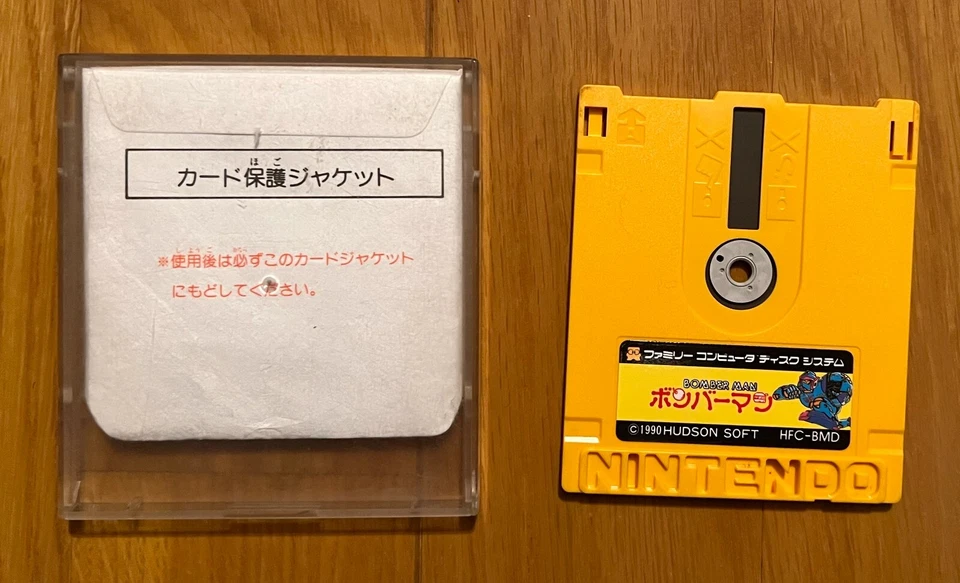 カード保護ジャケット
※使用後は必ずこのカードジャケット
にもどしてください。
ファミリー コンピュータ ディスク システム
BOMBER MAN
ボンバーマン
©1990 HUDSON SOFT HFC-BMD
NINTENDO